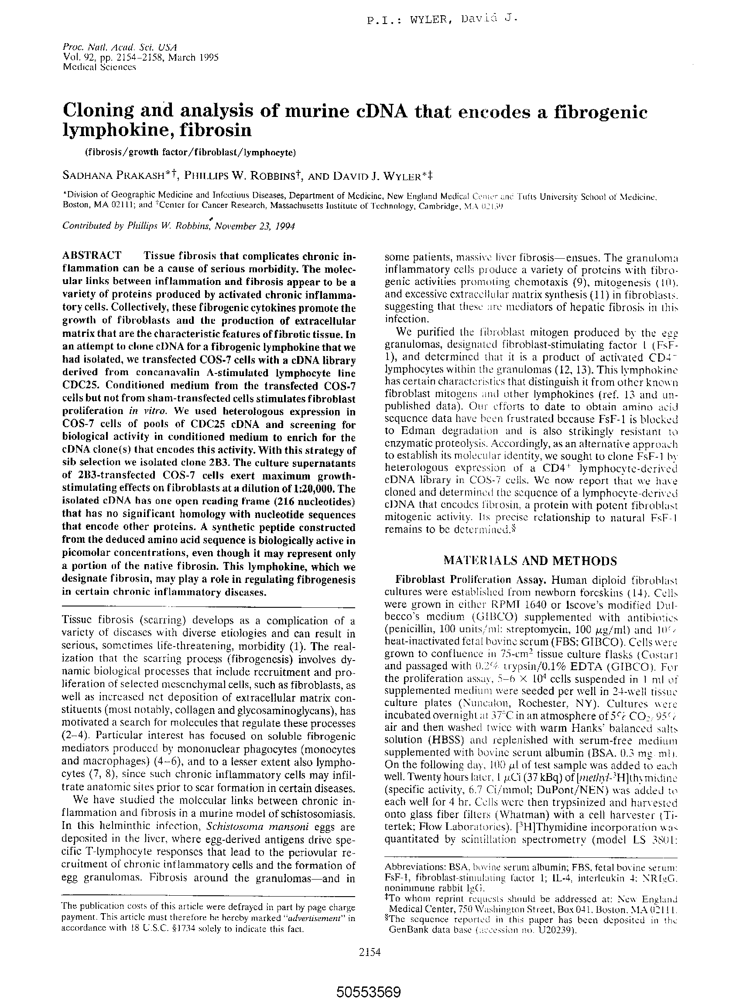 P.I.: WYLER, David J.
Proc. Natl. Acad. Sci. USA
Vol. 92, pp. 2154–2158, March 1995
Medical Sciences
Cloning and analysis of murine cDNA that encodes a fibrogenic
lymphokine, fibrosin
(fibrosis/growth factor/fibroblast/lymphocyte)
SADHANA PRAKASH*†, PHILLIPS W. ROBBINS†, AND DAVID J. WYLER*‡
*Division of Geographic Medicine and Infectious Diseases, Department of Medicine, New England Medical Center and Tufts University School of Medicine,
Boston, MA 02111; and †Center for Cancer Research, Massachusetts Institute of Technology, Cambridge, MA 02139
Contributed by Phillips W. Robbins, November 23, 1994
ABSTRACT Tissue fibrosis that complicates chronic in-
flammation can be a cause of serious morbidity. The molec-
ular links between inflammation and fibrosis appear to be a
variety of proteins produced by activated chronic inflamma-
tory cells. Collectively, these fibrogenic cytokines promote the
growth of fibroblasts and the production of extracellular
matrix that are the characteristic features of fibrotic tissue. In
an attempt to clone cDNA for a fibrogenic lymphokine that we
had isolated, we transfected COS-7 cells with a cDNA library
derived from concanavalin A-stimulated lymphocyte line
CDC25. Conditioned medium from the transfected COS-7
cells but not from sham-transfected cells stimulates fibroblast
proliferation in vitro. We used heterologous expression in
COS-7 cells of pools of CDC25 cDNA and screening for
biological activity in conditioned medium to enrich for the
cDNA clone(s) that encodes this activity. With this strategy of
sib selection we isolated clone 2B3. The culture supernatants
of 2B3-transfected COS-7 cells exert maximum growth-
stimulating effects on fibroblasts at a dilution of 1:20,000. The
isolated cDNA has one open reading frame (216 nucleotides)
that has no significant homology with nucleotide sequences
that encode other proteins. A synthetic peptide constructed
from the deduced amino acid sequence is biologically active in
picomolar concentrations, even though it may represent only
a portion of the native fibrosin. This lymphokine, which we
designate fibrosin, may play a role in regulating fibrogenesis
in certain chronic inflammatory diseases.
Tissue fibrosis (scarring) develops as a complication of a
variety of diseases with diverse etiologies and can result in
serious, sometimes life-threatening, morbidity (1). The real-
ization that the scarring process (fibrogenesis) involves dy-
namic biological processes that include recruitment and pro-
liferation of selected mesenchymal cells, such as fibroblasts, as
well as increased net deposition of extracellular matrix con-
stituents (most notably, collagen and glycosaminoglycans), has
motivated a search for molecules that regulate these processes
(2–4). Particular interest has focused on soluble fibrogenic
mediators produced by mononuclear phagocytes (monocytes
and macrophages) (4–6), and to a lesser extent also lympho-
cytes (7, 8), since such chronic inflammatory cells may infil-
trate anatomic sites prior to scar formation in certain diseases.
We have studied the molecular links between chronic in-
flammation and fibrosis in a murine model of schistosomiasis.
In this helminthic infection, Schistosoma mansoni eggs are
deposited in the liver, where egg-derived antigens drive spe-
cific T-lymphocyte responses that lead to the periovular re-
cruitment of chronic inflammatory cells and the formation of
egg granulomas. Fibrosis around the granulomas—and in
The publication costs of this article were defrayed in part by page charge
payment. This article must therefore be hereby marked "advertisement" in
accordance with 18 U.S.C. §1734 solely to indicate this fact.
some patients, massive liver fibrosis—ensues. The granuloma
inflammatory cells produce a variety of proteins with fibro-
genic activities promoting chemotaxis (9), mitogenesis (10),
and excessive extracellular matrix synthesis (11) in fibroblasts,
suggesting that these are mediators of hepatic fibrosis in this
infection.
We purified the fibroblast mitogen produced by the egg
granulomas, designated fibroblast-stimulating factor 1 (FsF-
1), and determined that it is a product of activated CD4+
lymphocytes within the granulomas (12, 13). This lymphokine
has certain characteristics that distinguish it from other known
fibroblast mitogens and other lymphokines (ref. 13 and un-
published data). Our efforts to date to obtain amino acid
sequence data have been frustrated because FsF-1 is blocked
to Edman degradation and is also strikingly resistant to
enzymatic proteolysis. Accordingly, as an alternative approach
to establish its molecular identity, we sought to clone FsF-1 by
heterologous expression of a CD4+ lymphocyte-derived
cDNA library in COS-7 cells. We now report that we have
cloned and determined the sequence of a lymphocyte-derived
cDNA that encodes fibrosin, a protein with potent fibroblast
mitogenic activity. Its precise relationship to natural FsF-1
remains to be determined.§
MATERIALS AND METHODS
Fibroblast Proliferation Assay. Human diploid fibroblast
cultures were established from newborn foreskins (14). Cells
were grown in either RPMI 1640 or Iscove's modified Dul-
becco's medium (GIBCO) supplemented with antibiotics
(penicillin, 100 units/ml; streptomycin, 100 μg/ml) and 10%
heat-inactivated fetal bovine serum (FBS; GIBCO). Cells were
grown to confluence in 75-cm² tissue culture flasks (Costar)
and passaged with 0.2% trypsin/0.1% EDTA (GIBCO). For
the proliferation assay, 5–6 × 10⁴ cells suspended in 1 ml of
supplemented medium were seeded per well in 24-well tissue
culture plates (Nuncalon, Rochester, NY). Cultures were
incubated overnight at 37°C in an atmosphere of 5% CO₂/95%
air and then washed twice with warm Hanks' balanced salts
solution (HBSS) and replenished with serum-free medium
supplemented with bovine serum albumin (BSA, 0.3 mg/ml).
On the following day, 100 μl of test sample was added to each
well. Twenty hours later, 1 μCi (37 kBq) of [methyl-³H]thymidine
(specific activity, 6.7 Ci/mmol; DuPont/NEN) was added to
each well for 4 hr. Cells were then trypsinized and harvested
onto glass fiber filters (Whatman) with a cell harvester (Ti-
tertek; Flow Laboratories). [³H]Thymidine incorporation was
quantitated by scintillation spectrometry (model LS 3801;
Abbreviations: BSA, bovine serum albumin; FBS, fetal bovine serum;
FsF-1, fibroblast-stimulating factor 1; IL-4, interleukin 4; NRIgG,
nonimmune rabbit IgG.
‡To whom reprint requests should be addressed at: New England
Medical Center, 750 Washington Street, Box 041, Boston, MA 02111.
§The sequence reported in this paper has been deposited in the
GenBank data base (accession no. U20239).
2154
50553569